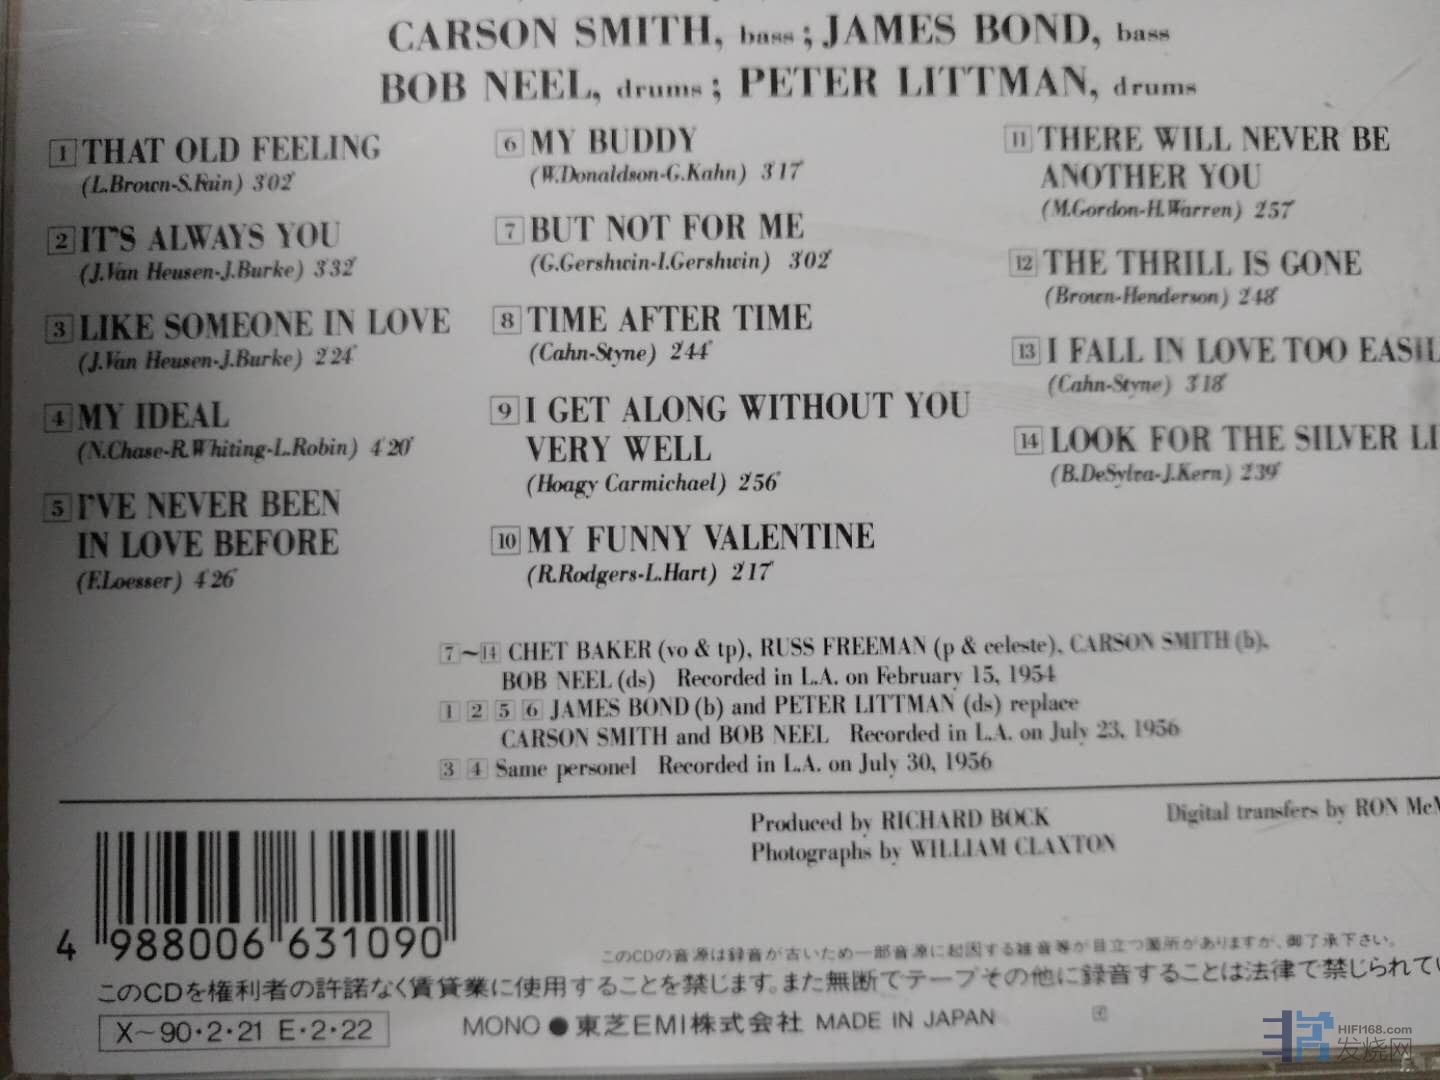 CARSON SMITH, bass ; JAMES BOND, bass
BOB NEEL, drums ; PETER LITTMAN, drums
1 THAT OLD FEELING
(L.Brown-S.Fain) 3'02"
2 IT'S ALWAYS YOU
(J.Van Heusen-J.Burke) 3'32"
3 LIKE SOMEONE IN LOVE
(J.Van Heusen-J.Burke) 2'24"
4 MY IDEAL
(N.Chase-R.Whiting-L.Robin) 4'20"
5 I'VE NEVER BEEN
IN LOVE BEFORE
(F.Loesser) 4'26"
6 MY BUDDY
(W.Donaldson-G.Kahn) 3'17"
7 BUT NOT FOR ME
(G.Gershwin-I.Gershwin) 3'02"
8 TIME AFTER TIME
(Cahn-Styne) 2'44"
9 I GET ALONG WITHOUT YOU
VERY WELL
(Hoagy Carmichael) 2'56"
10 MY FUNNY VALENTINE
(R.Rodgers-L.Hart) 2'17"
11 THERE WILL NEVER BE
ANOTHER YOU
(M.Gordon-H.Warren) 2'57"
12 THE THRILL IS GONE
(Brown-Henderson) 2'48"
13 I FALL IN LOVE TOO EASIL
(Cahn-Styne) 3'18"
14 LOOK FOR THE SILVER LI
(B.DeSylva-J.Kern) 2'39"
7~14 CHET BAKER (vo & tp), RUSS FREEMAN (p & celeste), CARSON SMITH (b),
BOB NEEL (ds) Recorded in L.A. on February 15, 1954
1 2 5 6 JAMES BOND (b) and PETER LITTMAN (ds) replace
CARSON SMITH and BOB NEEL Recorded in L.A. on July 23, 1956
3 4 Same personel Recorded in L.A. on July 30, 1956
Produced by RICHARD BOCK
Photographs by WILLIAM CLAXTON
Digital transfers by RON McM
4 988006 631090
このCDの音源は録音が古いため一部音源に起因する雑音等が目立つ箇所がありますが、御了承下さい。
このCDを権利者の許諾なく賃貸業に使用することを禁じます。また無断でテープその他に録音することは法律で禁じられてい
X~90・2・21 E・2・22
MONO ● 東芝EMI株式会社 MADE IN JAPAN
HIFI168.com
发烧网